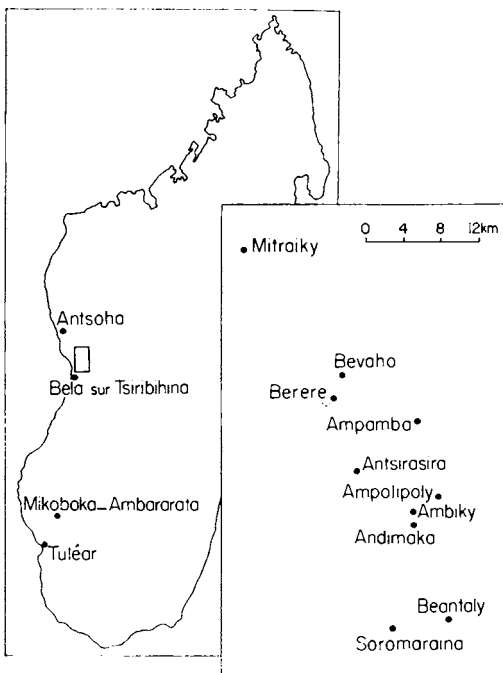 Antsoha
Bela sur Tsiribihina
Mikoboka_Ambararata
Tuléar
0 4 8 12km
Mitraiky
Bevaho
Berere
Ampamba
Antsirasira
Ampolipoly
Ambiky
Andimaka
Beantaly
Soromaraina